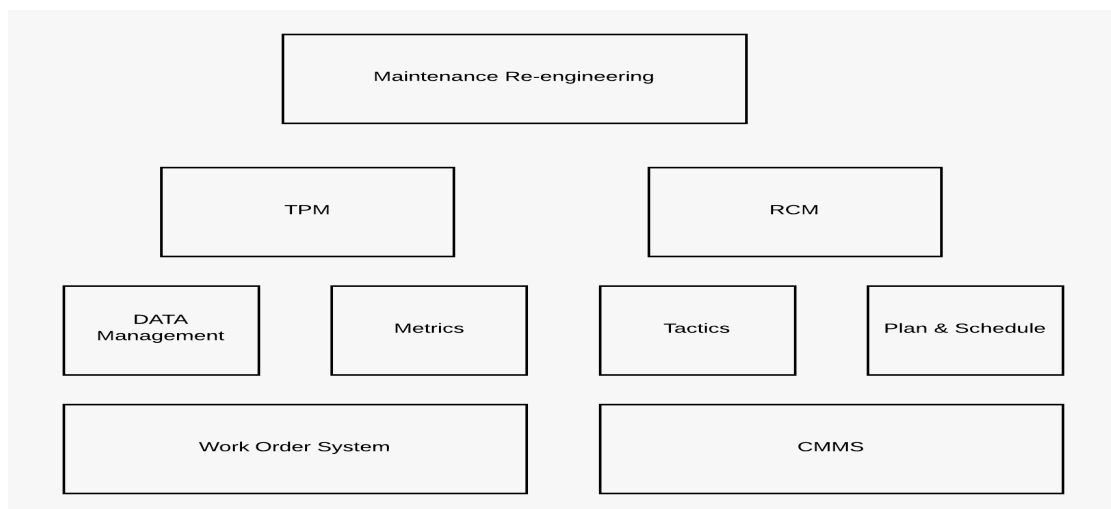 Maintenance Re-engineering
TPM
RCM
DATA
Management
Metrics
Tactics
Plan & Schedule
Work Order System
CMMS